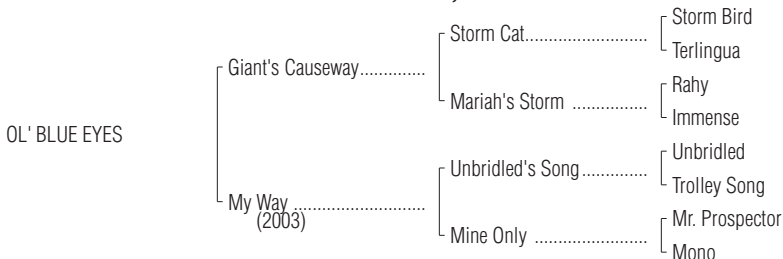 Storm Bird
Storm Cat..............................
Terlingua
Giant's Causeway..............
Rahy
Mariah's Storm ................
Immense
OL' BLUE EYES
Unbridled
Unbridled's Song..............
Trolley Song
My Way ...........................
(2003)
Mr. Prospector
Mine Only ........................
Mono